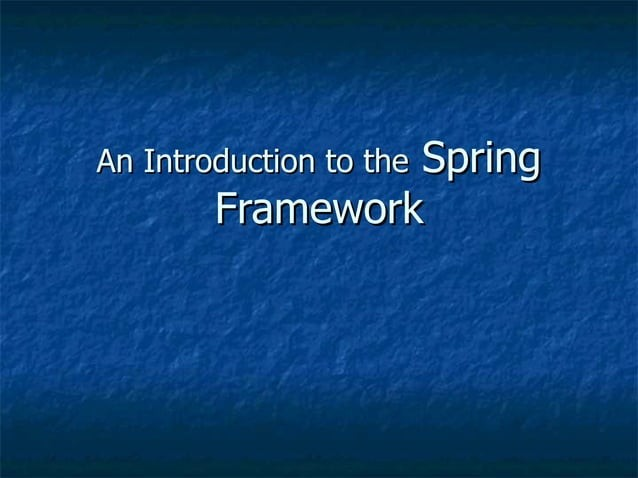 An Introduction to the Spring
Framework